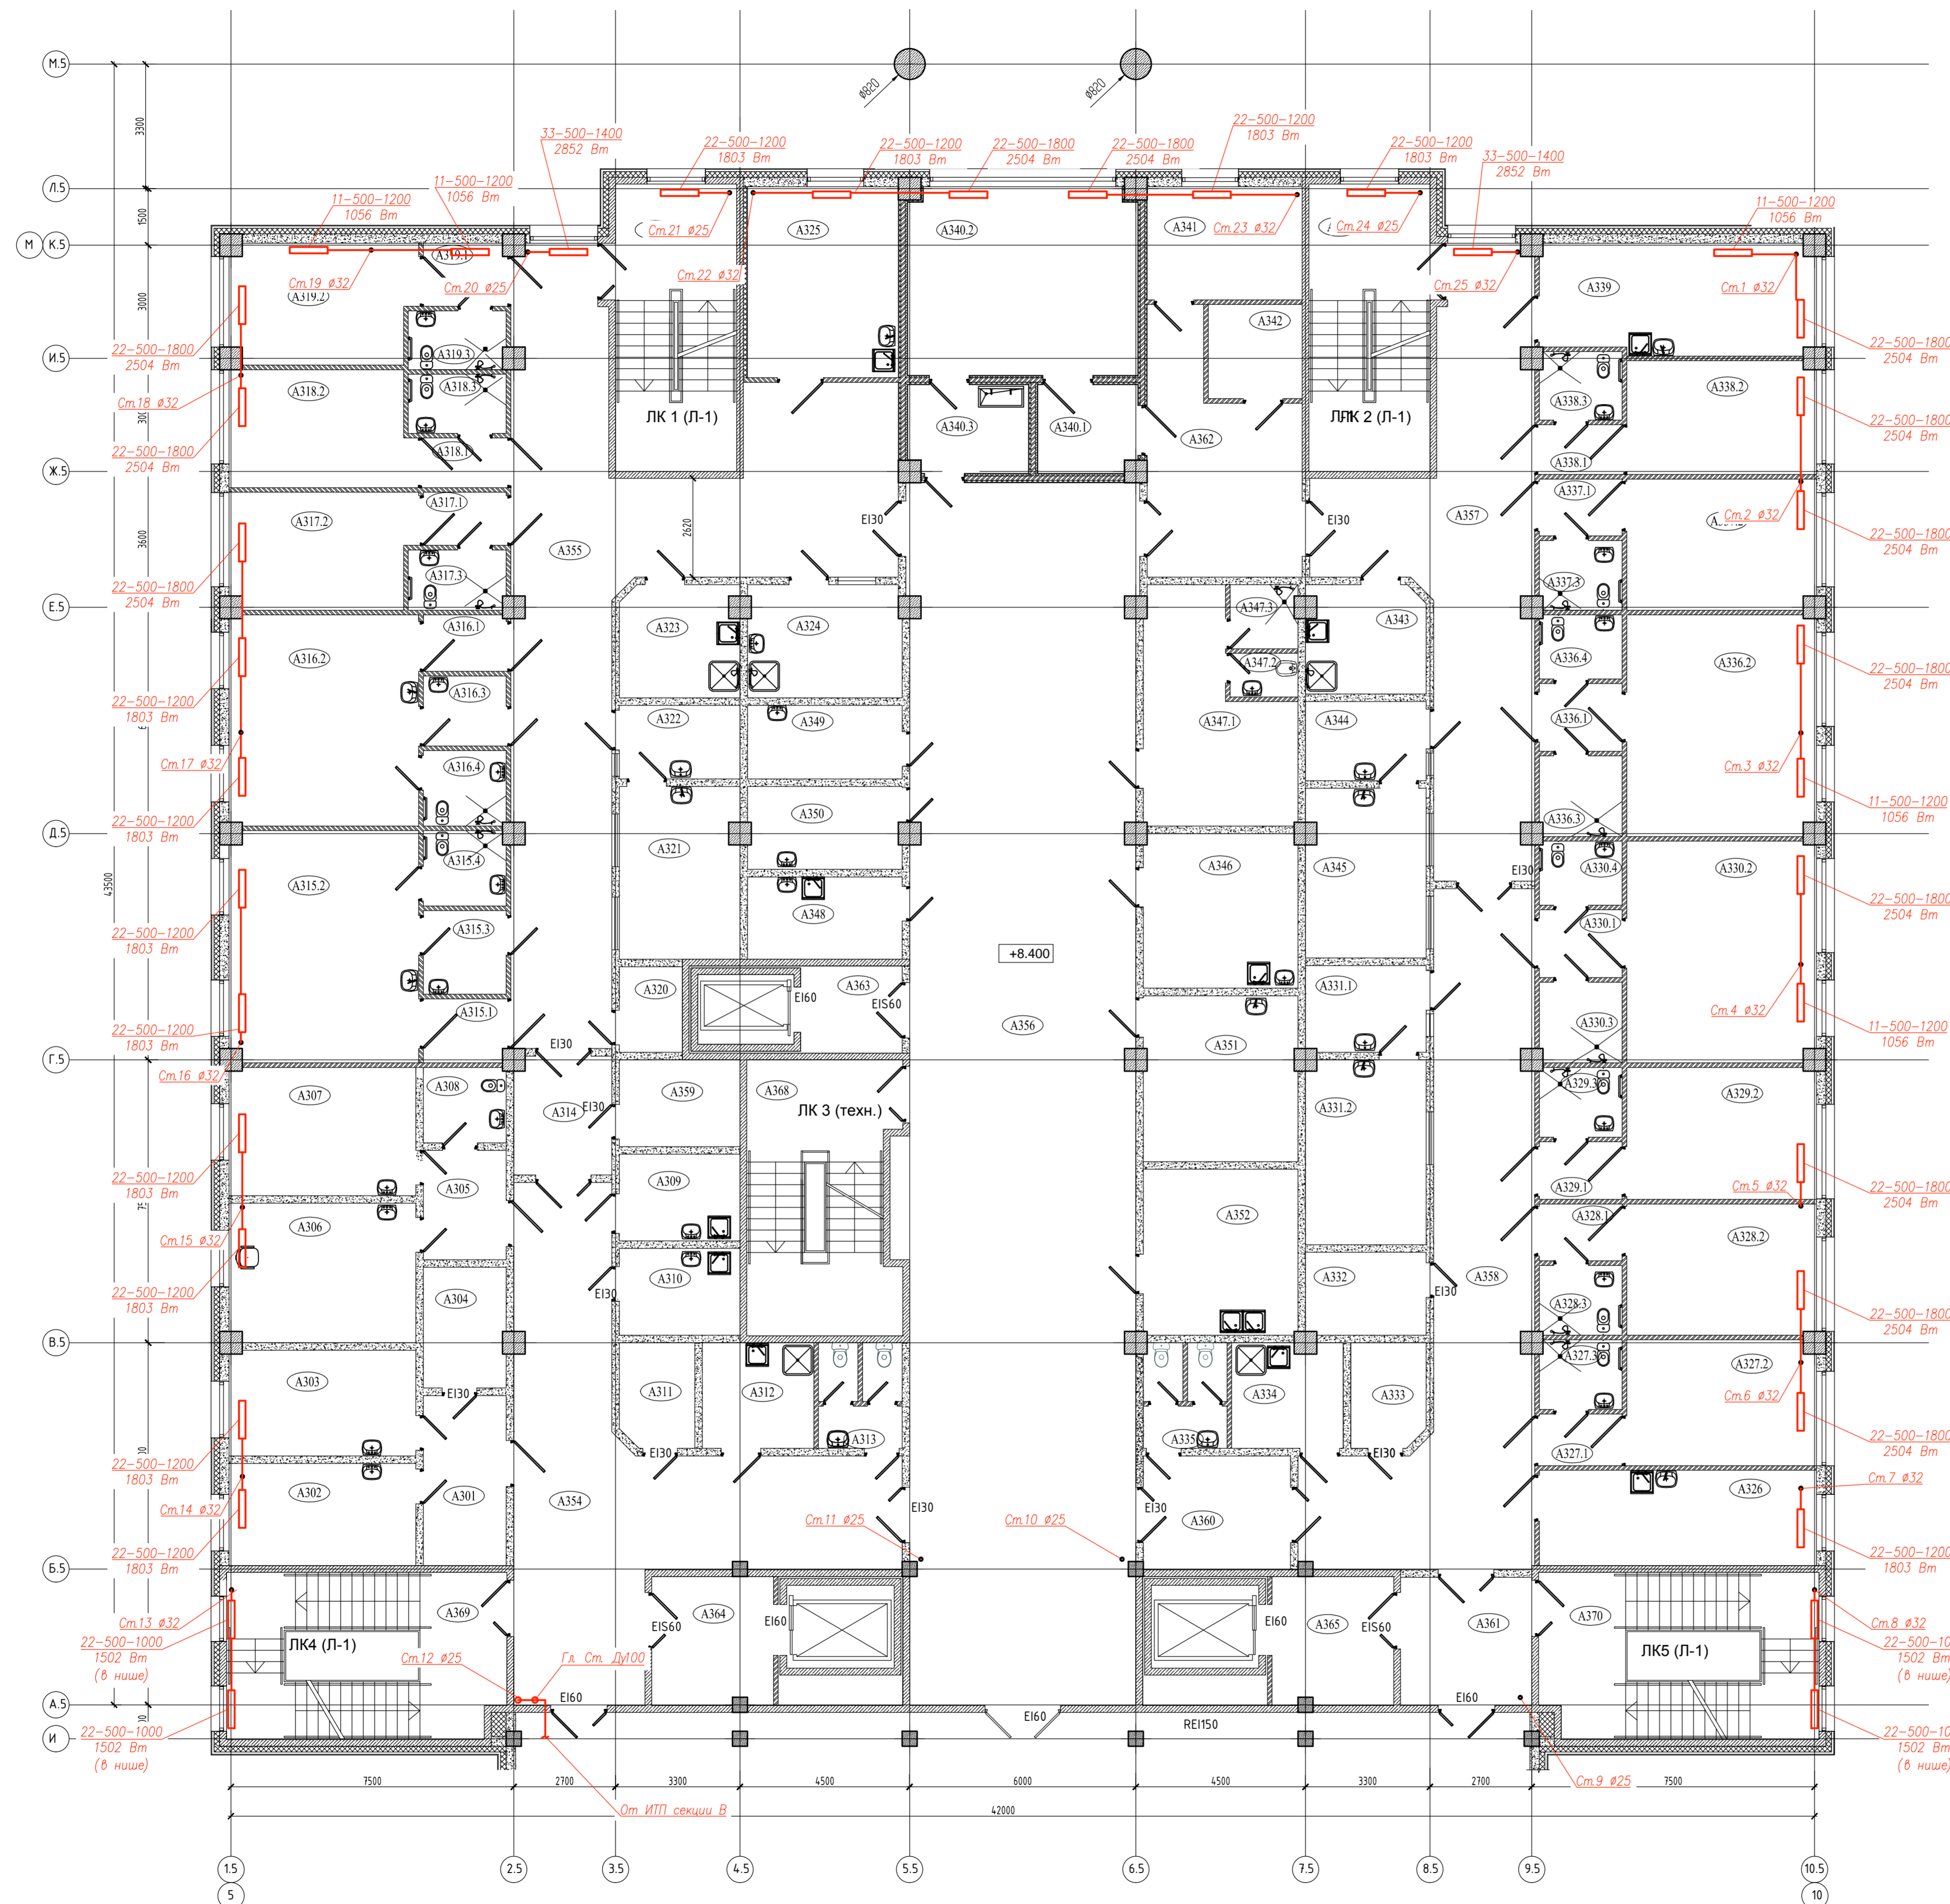 М.5
3300
ø820
ø820
33-500-1400
2852 Вт
22-500-1200
1803 Вт
22-500-1200
1803 Вт
22-500-1800
2504 Вт
22-500-1800
2504 Вт
22-500-1200
1803 Вт
22-500-1200
1803 Вт
33-500-1400
2852 Вт
11-500-1200
1056 Вт
11-500-1200
1056 Вт
11-500-1200
1056 Вт
Л.5
1500
М
К.5
Ст.21 ø25
А325
А340.2
А341
Ст.23 ø32
Ст.24 ø25
А319.1
Ст.19 ø32
Ст.20 ø25
Ст.22 ø32
Ст.25 ø32
А339
Ст.1 ø32
3000
А319.2
А342
22-500-1800
2504 Вт
А319.3
22-500-1800
2504 Вт
И.5
Ст.18 ø32
А318.2
А318.3
А338.2
А338.3
ЛК 1 (Л-1)
А340.3
А340.1
А362
ЛК 2 (Л-1)
22-500-1800
2504 Вт
А318.1
А338.1
22-500-1800
2504 Вт
Ж.5
А317.1
А337.1
А317.2
EI30
EI30
А357
Ст.2 ø32
22-500-1800
2504 Вт
3600
2620
А355
А317.3
А337.3
22-500-1800
2504 Вт
Е.5
А316.1
А323
А324
А347.3
А343
А316.2
А347.2
А336.4
А336.2
22-500-1800
2504 Вт
22-500-1200
1803 Вт
А316.3
А322
А349
А347.1
А344
А336.1
Ст.17 ø32
А316.4
Ст.3 ø32
22-500-1200
1803 Вт
11-500-1200
1056 Вт
А350
А336.3
Д.5
А321
А315.4
А346
А345
EI30
А330.4
А330.2
22-500-1800
2504 Вт
43500
А315.2
А348
22-500-1200
1803 Вт
А315.3
А330.1
+8.400
А320
EI60
А363
EIS60
А331.1
22-500-1200
1803 Вт
А315.1
А356
А330.3
Ст.4 ø32
11-500-1200
1056 Вт
Г.5
EI30
А351
Ст.16 ø32
А307
А308
А314
EI30
А359
А368
ЛК 3 (техн.)
А331.2
А329.3
А329.2
22-500-1200
1803 Вт
А305
А309
А329.1
Ст.5 ø32
22-500-1800
2504 Вт
А306
А352
А328.1
А328.2
Ст.15 ø32
22-500-1200
1803 Вт
А304
EI30
А310
А332
EI30
А358
А328.3
22-500-1800
2504 Вт
В.5
А303
EI30
А311
А312
А334
А333
А327.3
А327.2
Ст.6 ø32
22-500-1200
1803 Вт
EI30
А313
А335
EI30
А327.1
22-500-1800
2504 Вт
А302
А301
А354
EI30
EI30
А360
А326
Ст.7 ø32
Ст.14 ø32
Ст.11 ø25
Ст.10 ø25
22-500-1200
1803 Вт
22-500-1200
1803 Вт
Б.5
Ст.13 ø32
А369
А364
EIS60
EI60
EI60
А365
EIS60
А361
А370
Ст.8 ø32
22-500-1000
1502 Вт
(в нише)
ЛК4 (Л-1)
Ст.12 ø25
Гл. Ст. Ду100
ЛК5 (Л-1)
22-500-10
1502 Вт
(в нише)
А.5
EI60
EI60
REI150
EI60
И
22-500-1000
1502 Вт
(в нише)
22-500-10
1502 Вт
(в нише)
7500
2700
3300
4500
6000
4500
3300
2700
7500
Ст.9 ø25
От ИТП секции В
42000
1.5
2.5
3.5
4.5
5.5
6.5
7.5
8.5
9.5
10.5
5
10